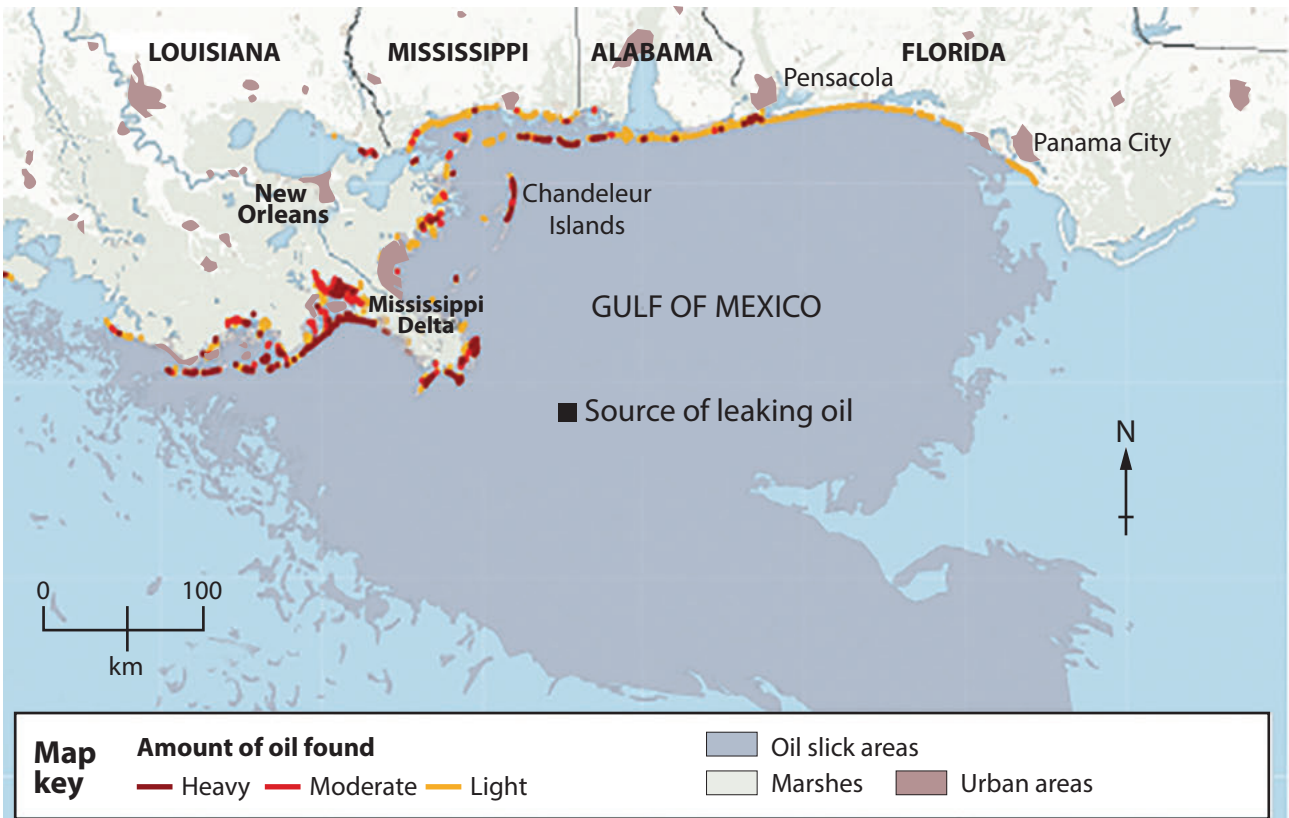 LOUISIANA
MISSISSIPPI
ALABAMA
FLORIDA
Pensacola
Panama City
New
Orleans
Chandeleur
Islands
Mississippi
Delta
GULF OF MEXICO
Source of leaking oil
N
0 100
km
Map
key
Amount of oil found
Heavy Moderate Light
Oil slick areas
Marshes Urban areas